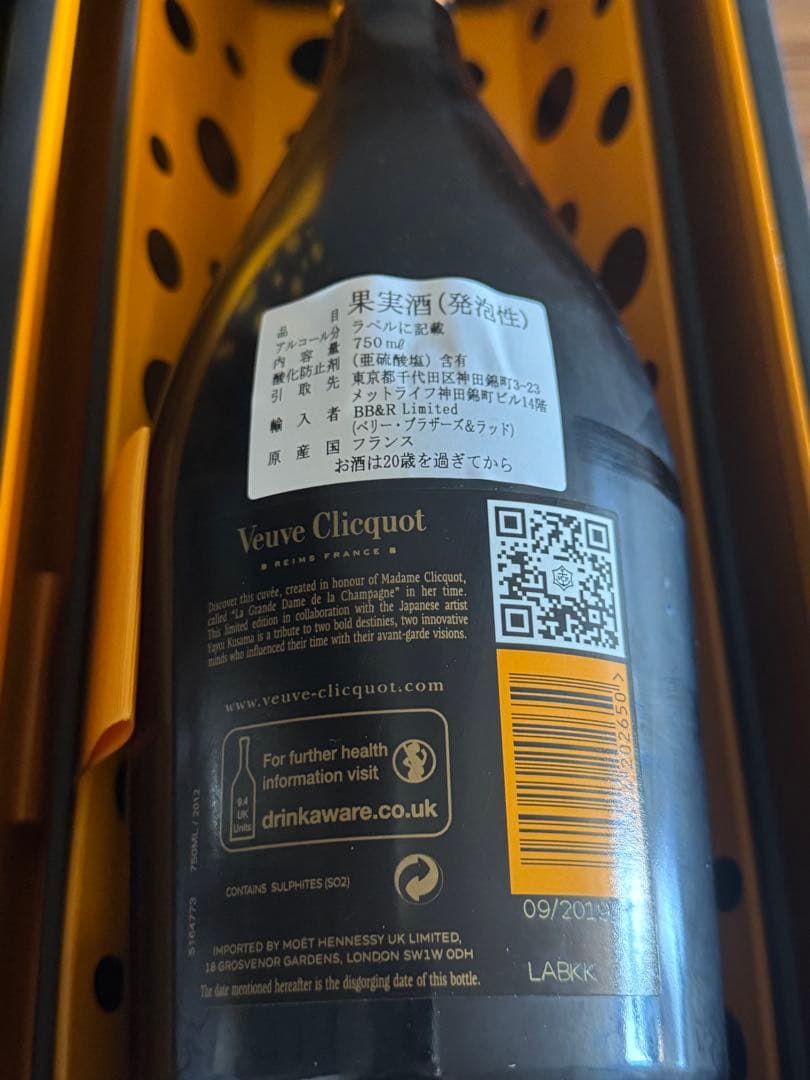 品目 果実酒(発泡性)
アルコール分 ラベルに記載
内容量 750mℓ
酸化防止剤 (亜硫酸塩)含有
引取先 東京都千代田区神田錦町3-23
メットライフ神田錦町ビル14階
輸入者 BB&R Limited
(ベリー・ブラザーズ&ラッド)
原産国 フランス
お酒は20歳を過ぎてから
Veuve Clicquot
REIMS FRANCE
Discover this cuvée, created in honour of Madame Clicquot,
called "La Grande Dame de la Champagne" in her time.
This limited edition in collaboration with the Japanese artist
Yayoi Kusama is a tribute to two bold destinies, two innovative
minds who influenced their time with their avant-garde visions.
www.veuve-clicquot.com
For further health
information visit
drinkaware.co.uk
9.4
UK
Units
CONTAINS SULPHITES (SO2)
5164773 750ML / 2012
IMPORTED BY MOËT HENNESSY UK LIMITED,
18 GROSVENOR GARDENS, LONDON SW1W 0DH
The date mentioned hereafter is the disgorging date of this bottle.
202650 >
09/2019
LABKK